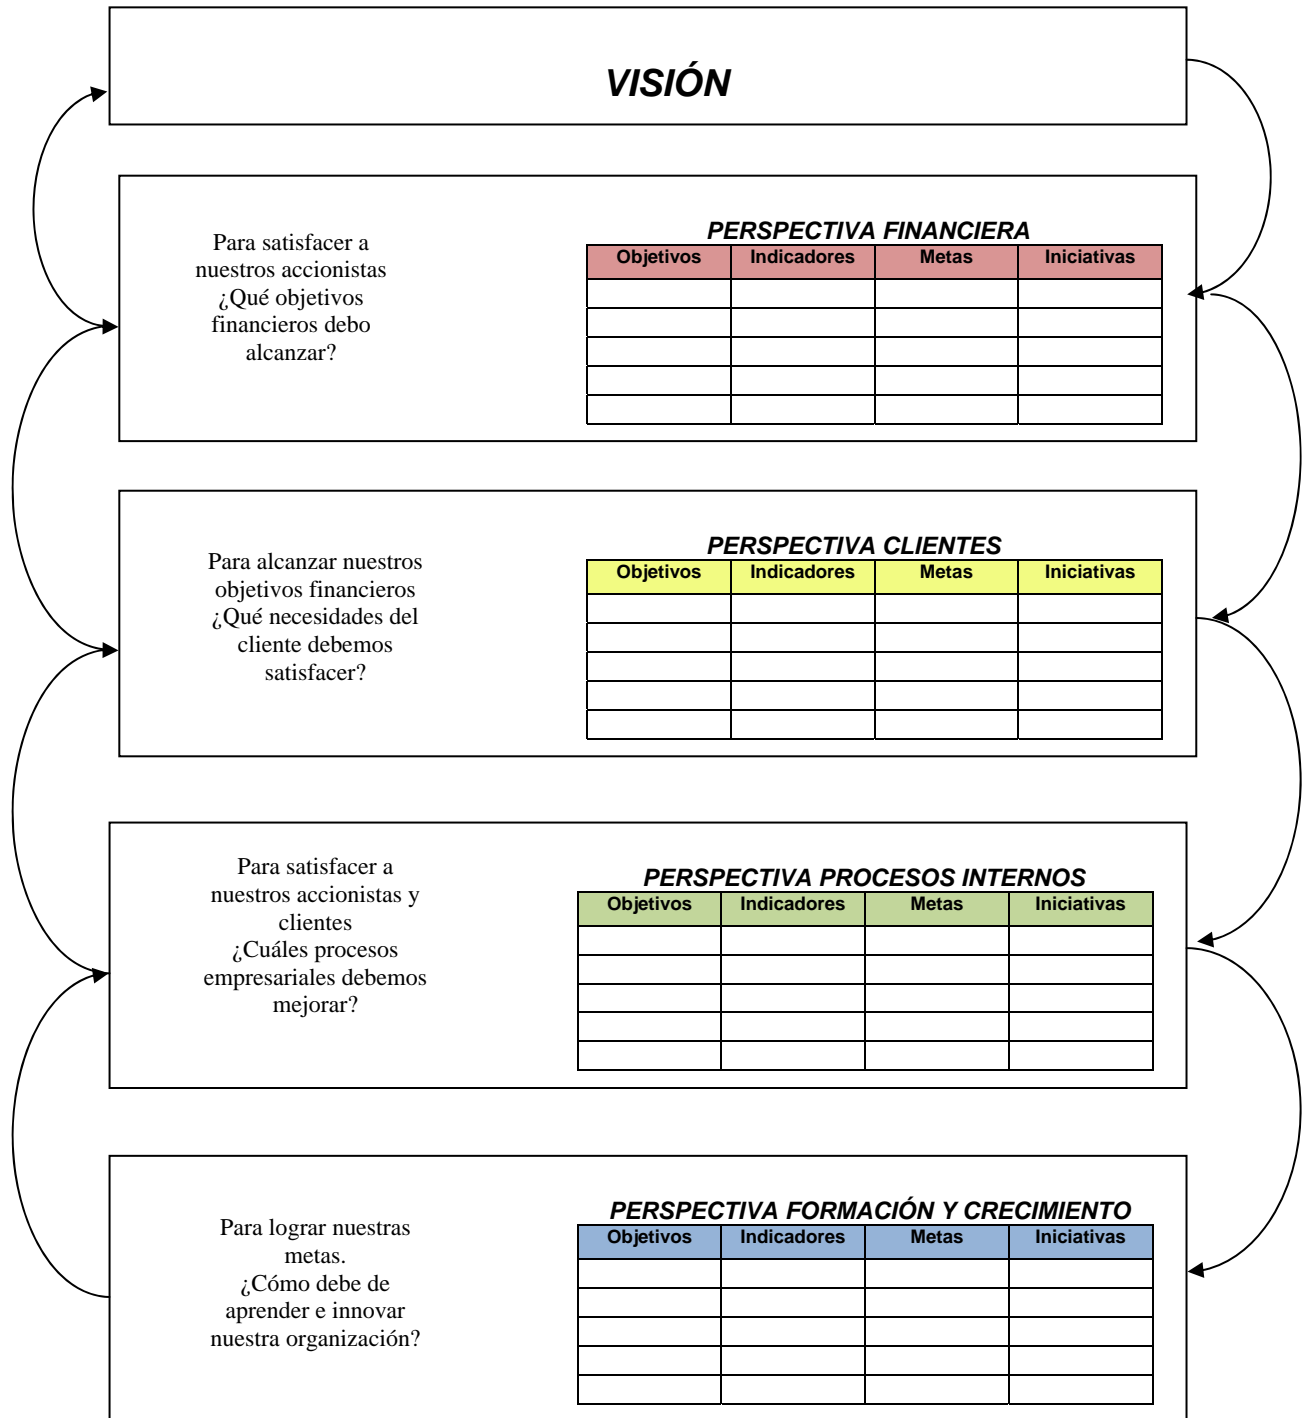 VISIÓN
Para satisfacer a
nuestros accionistas
¿Qué objetivos
financieros debo
alcanzar?
PERSPECTIVA FINANCIERA
Objetivos Indicadores Metas Iniciativas
Para alcanzar nuestros
objetivos financieros
¿Qué necesidades del
cliente debemos
satisfacer?
PERSPECTIVA CLIENTES
Objetivos Indicadores Metas Iniciativas
Para satisfacer a
nuestros accionistas y
clientes
¿Cuáles procesos
empresariales debemos
mejorar?
PERSPECTIVA PROCESOS INTERNOS
Objetivos Indicadores Metas Iniciativas
Para lograr nuestras
metas.
¿Cómo debe de
aprender e innovar
nuestra organización?
PERSPECTIVA FORMACIÓN Y CRECIMIENTO
Objetivos Indicadores Metas Iniciativas